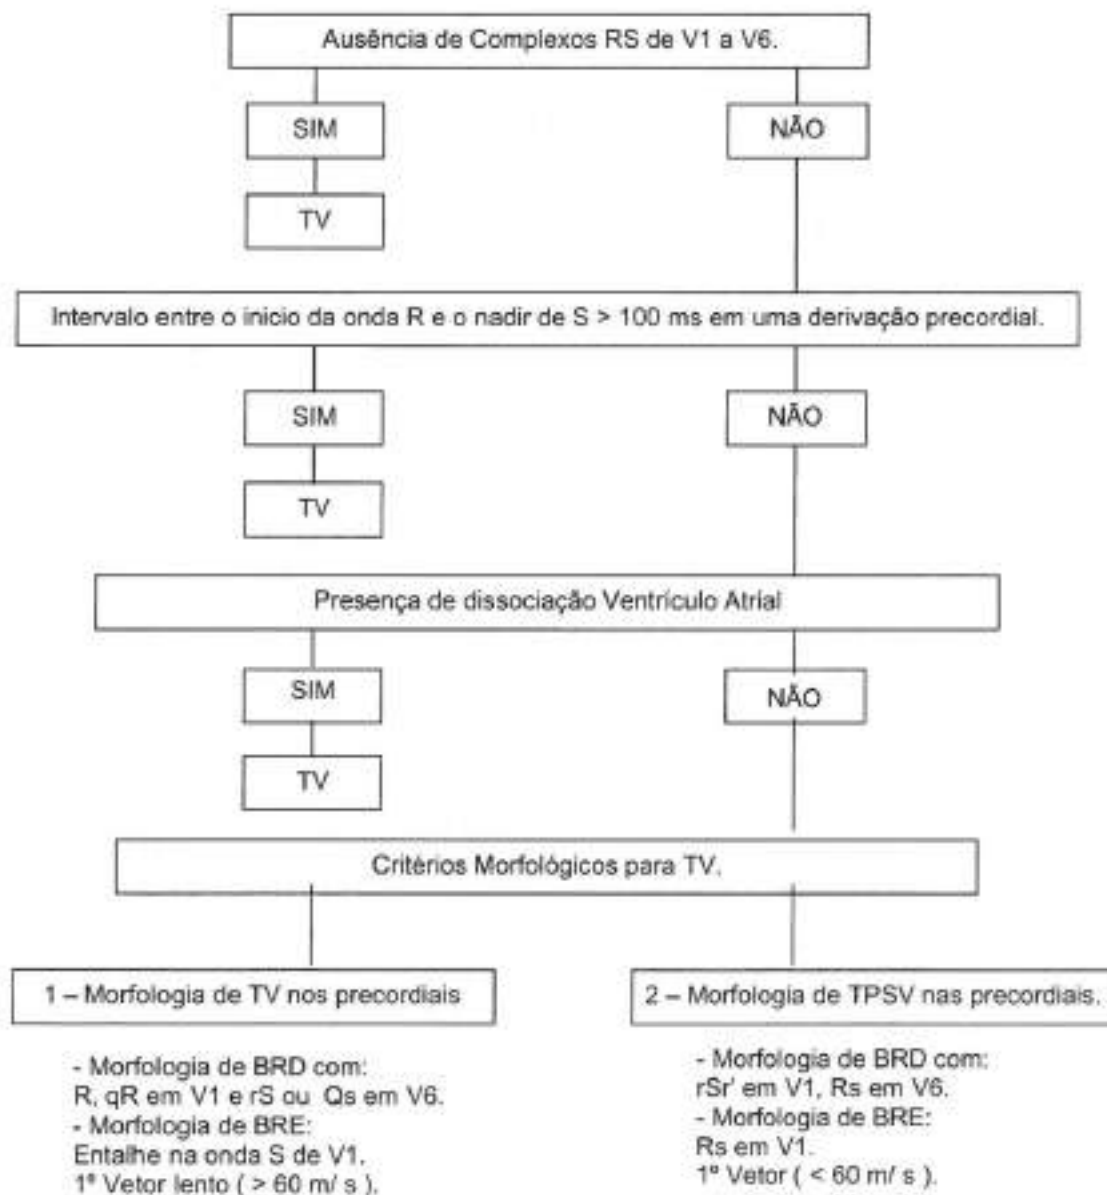 Ausência de Complexos RS de V1 a V6.
SIM
NÃO
TV
Intervalo entre o inicio da onda R e o nadir de S > 100 ms em uma derivação precordial.
SIM
NÃO
TV
Presença de dissociação Ventrículo Atrial
SIM
NÃO
TV
Critérios Morfológicos para TV.
1 – Morfologia de TV nos precordiais
2 – Morfologia de TPSV nas precordiais.
- Morfologia de BRD com:
R, qR em V1 e rS ou Qs em V6.
- Morfologia de BRE:
Entalhe na onda S de V1.
1º Vetor lento ( > 60 m/ s ).
- Morfologia de BRD com:
rSr' em V1, Rs em V6.
- Morfologia de BRE:
Rs em V1.
1º Vetor ( < 60 m/ s ).